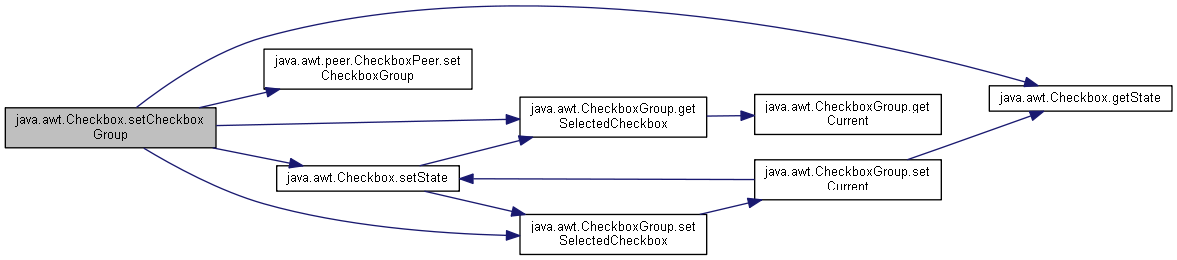 java.awt.Checkbox.setCheckbox
Group
java.awt.peer.CheckboxPeer.set
CheckboxGroup
java.awt.CheckboxGroup.get
SelectedCheckbox
java.awt.CheckboxGroup.get
Current
java.awt.Checkbox.getState
java.awt.Checkbox.setState
java.awt.CheckboxGroup.set
Current
java.awt.CheckboxGroup.set
SelectedCheckbox